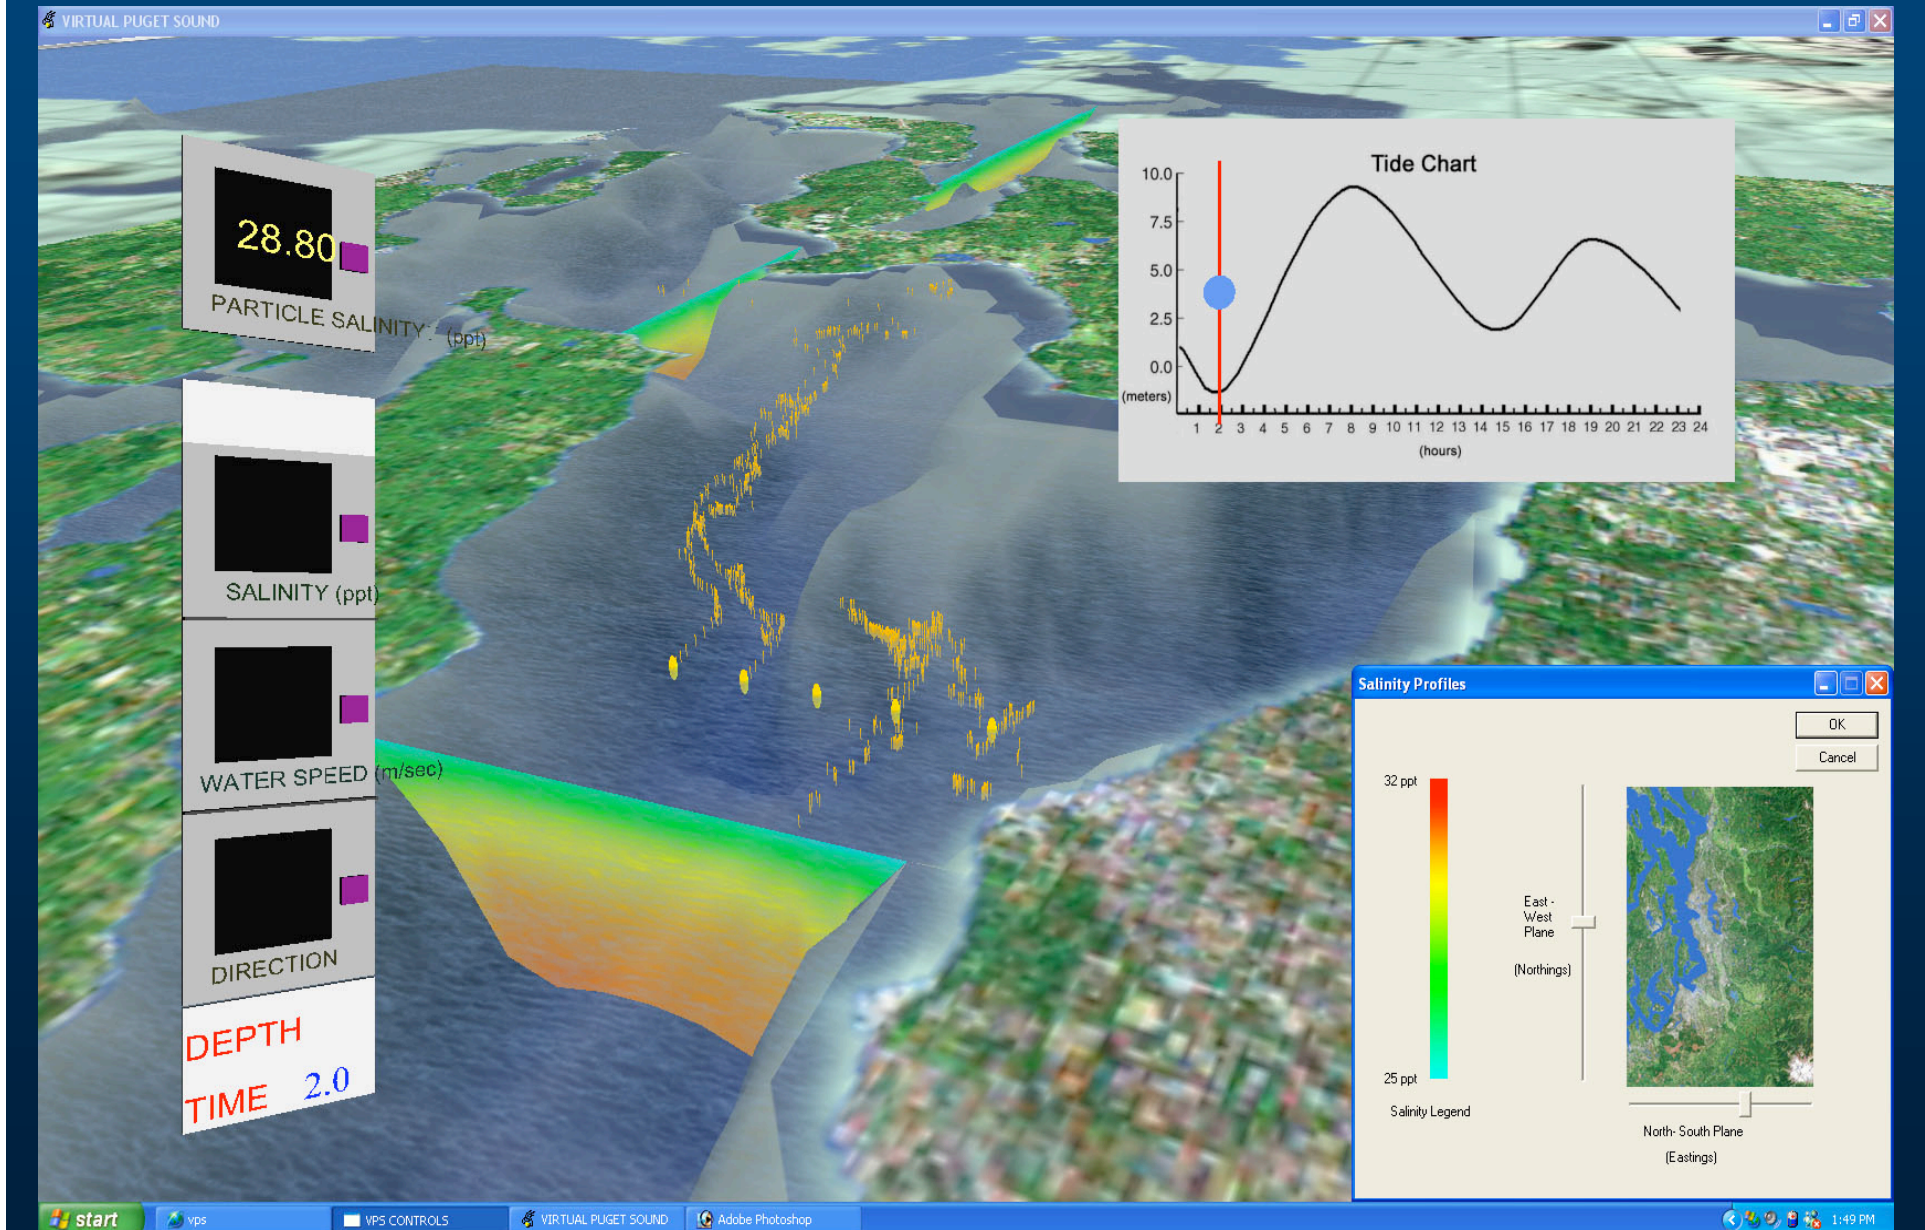 VIRTUAL PUGET SOUND
28.80
PARTICLE SALINITY : (ppt)
SALINITY (ppt)
WATER SPEED (m/sec)
DIRECTION
DEPTH
TIME 2.0
Tide Chart
10.0
7.5
5.0
2.5
0.0
(meters)
1 2 3 4 5 6 7 8 9 10 11 12 13 14 15 16 17 18 19 20 21 22 23 24
(hours)
Salinity Profiles
OK
Cancel
32 ppt
East -
West
Plane
(Northings)
25 ppt
Salinity Legend
North- South Plane
(Eastings)
start
vps
VPS CONTROLS
VIRTUAL PUGET SOUND
Adobe Photoshop
1:49 PM